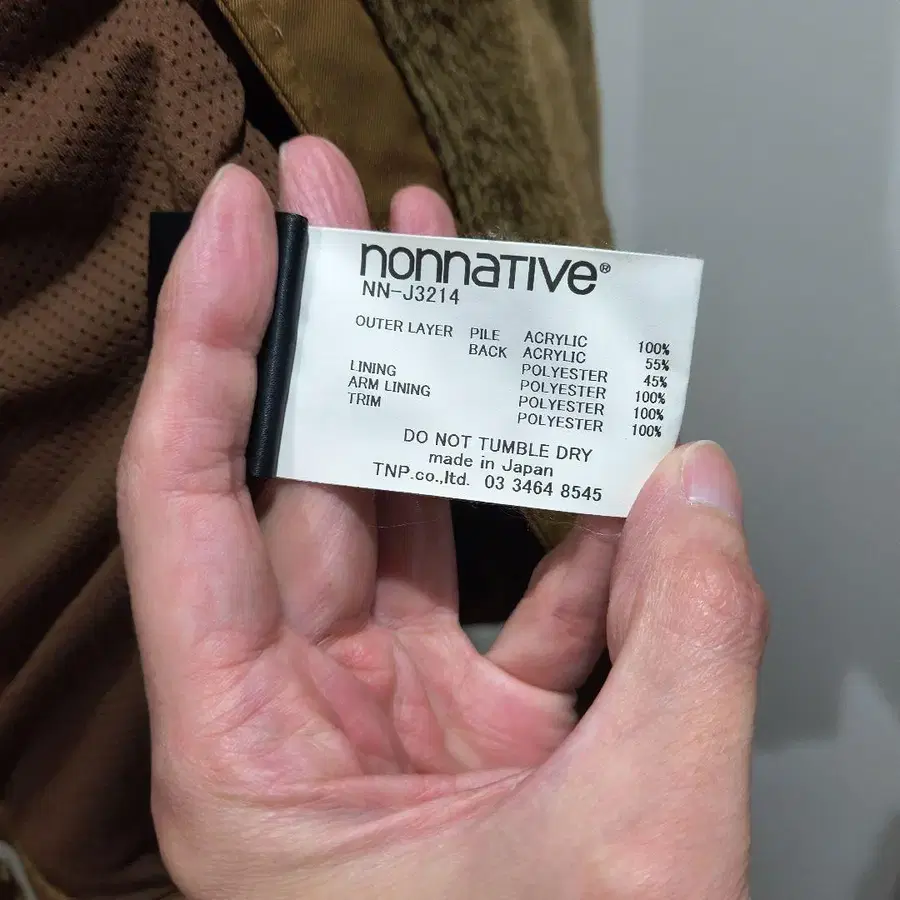 nonnative®
NN-J3214
OUTER LAYER PILE ACRYLIC 100%
BACK ACRYLIC 55%
POLYESTER 45%
LINING POLYESTER 100%
ARM LINING POLYESTER 100%
TRIM POLYESTER 100%
DO NOT TUMBLE DRY
made in Japan
TNP.co.,ltd. 03 3464 8545